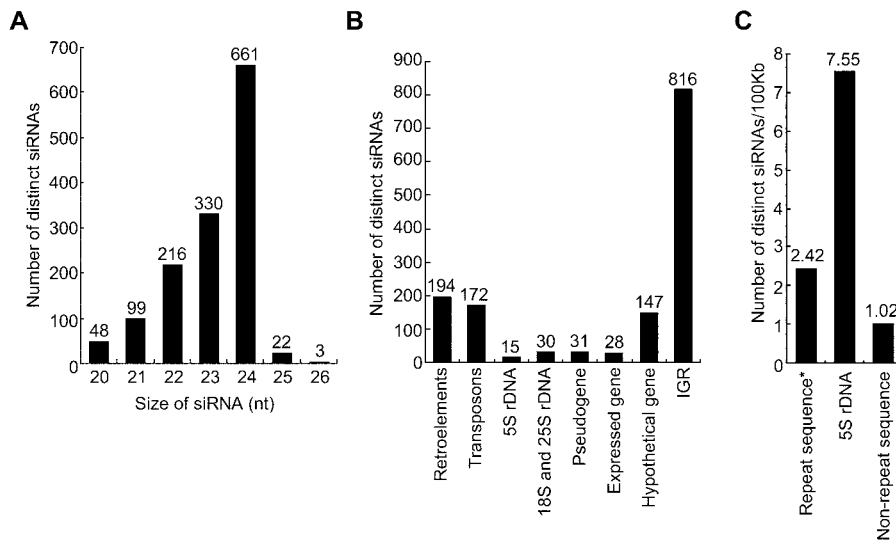 A
Number of distinct siRNAs
700
600
500
400
300
200
100
0
48
99
216
330
661
22
3
20 21 22 23 24 25 26
Size of siRNA (nt)
B
Number of distinct siRNAs
900
800
700
600
500
400
300
200
100
0
194
172
15
30
31
28
147
816
Retroelements
Transposons
5S rDNA
18S and 25S rDNA
Pseudogene
Expressed gene
Hypothetical gene
IGR
C
Number of distinct siRNAs/100Kb
8
7
6
5
4
3
2
1
0
2.42
7.55
1.02
Repeat sequence*
5S rDNA
Non-repeat sequence